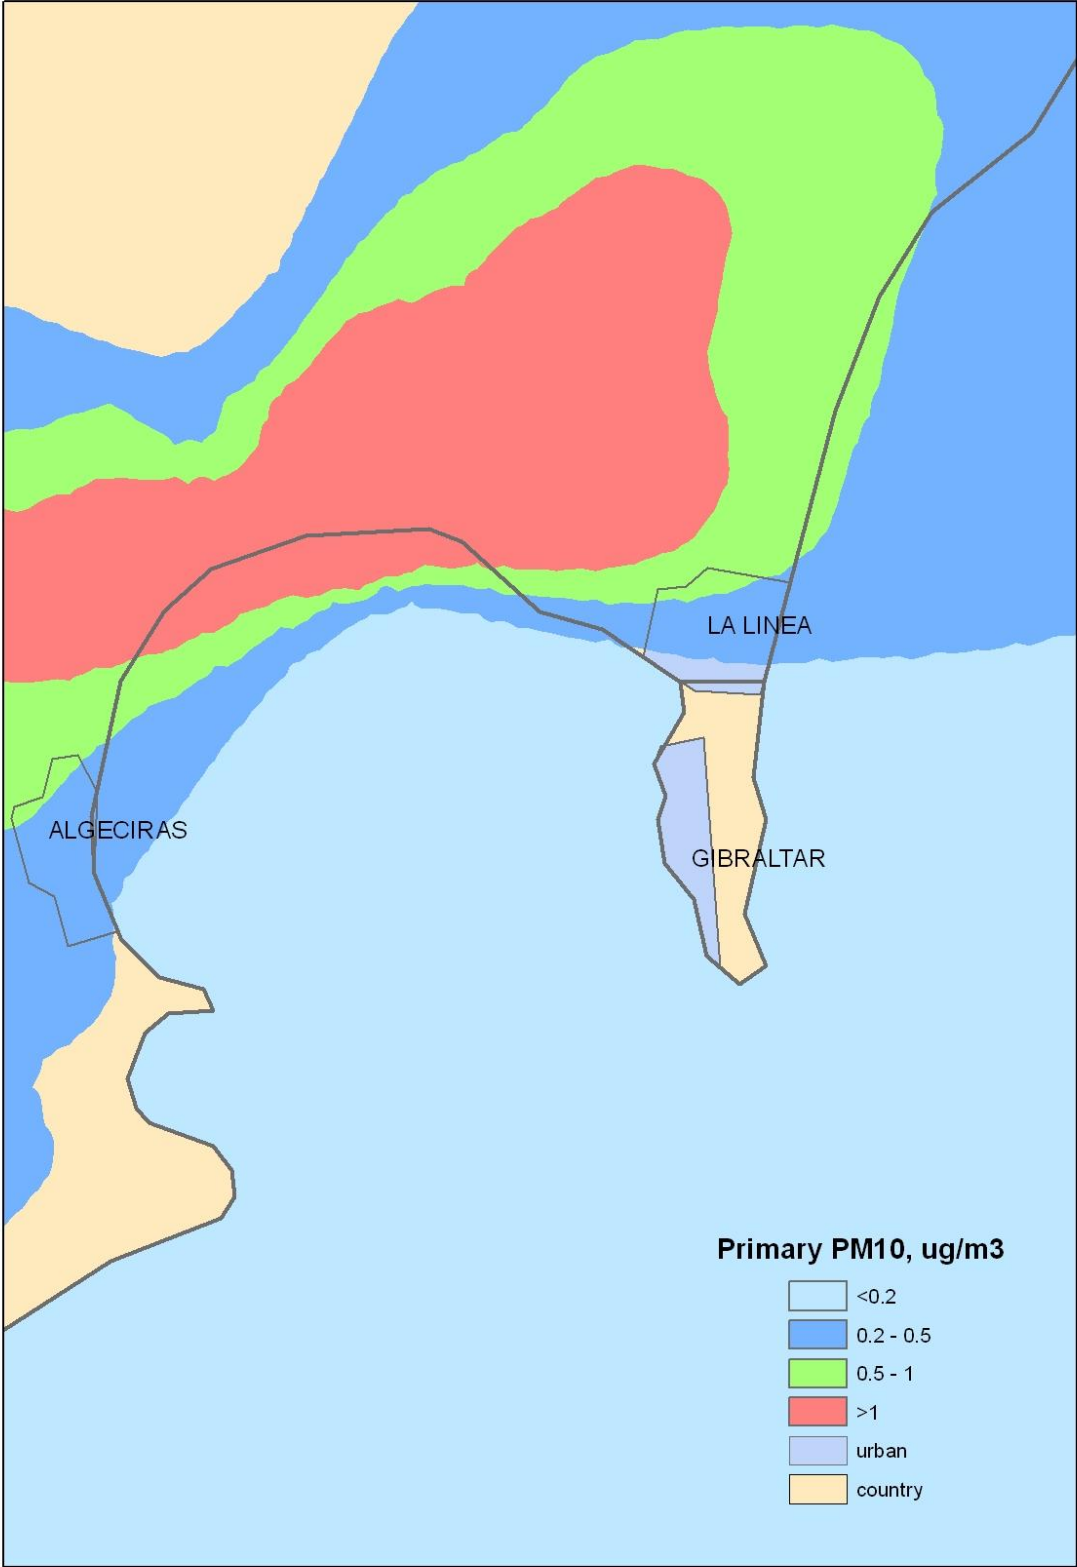 LA LINEA
ALGECIRAS
GIBRALTAR
Primary PM10, ug/m3
<0.2
0.2 - 0.5
0.5 - 1
>1
urban
country